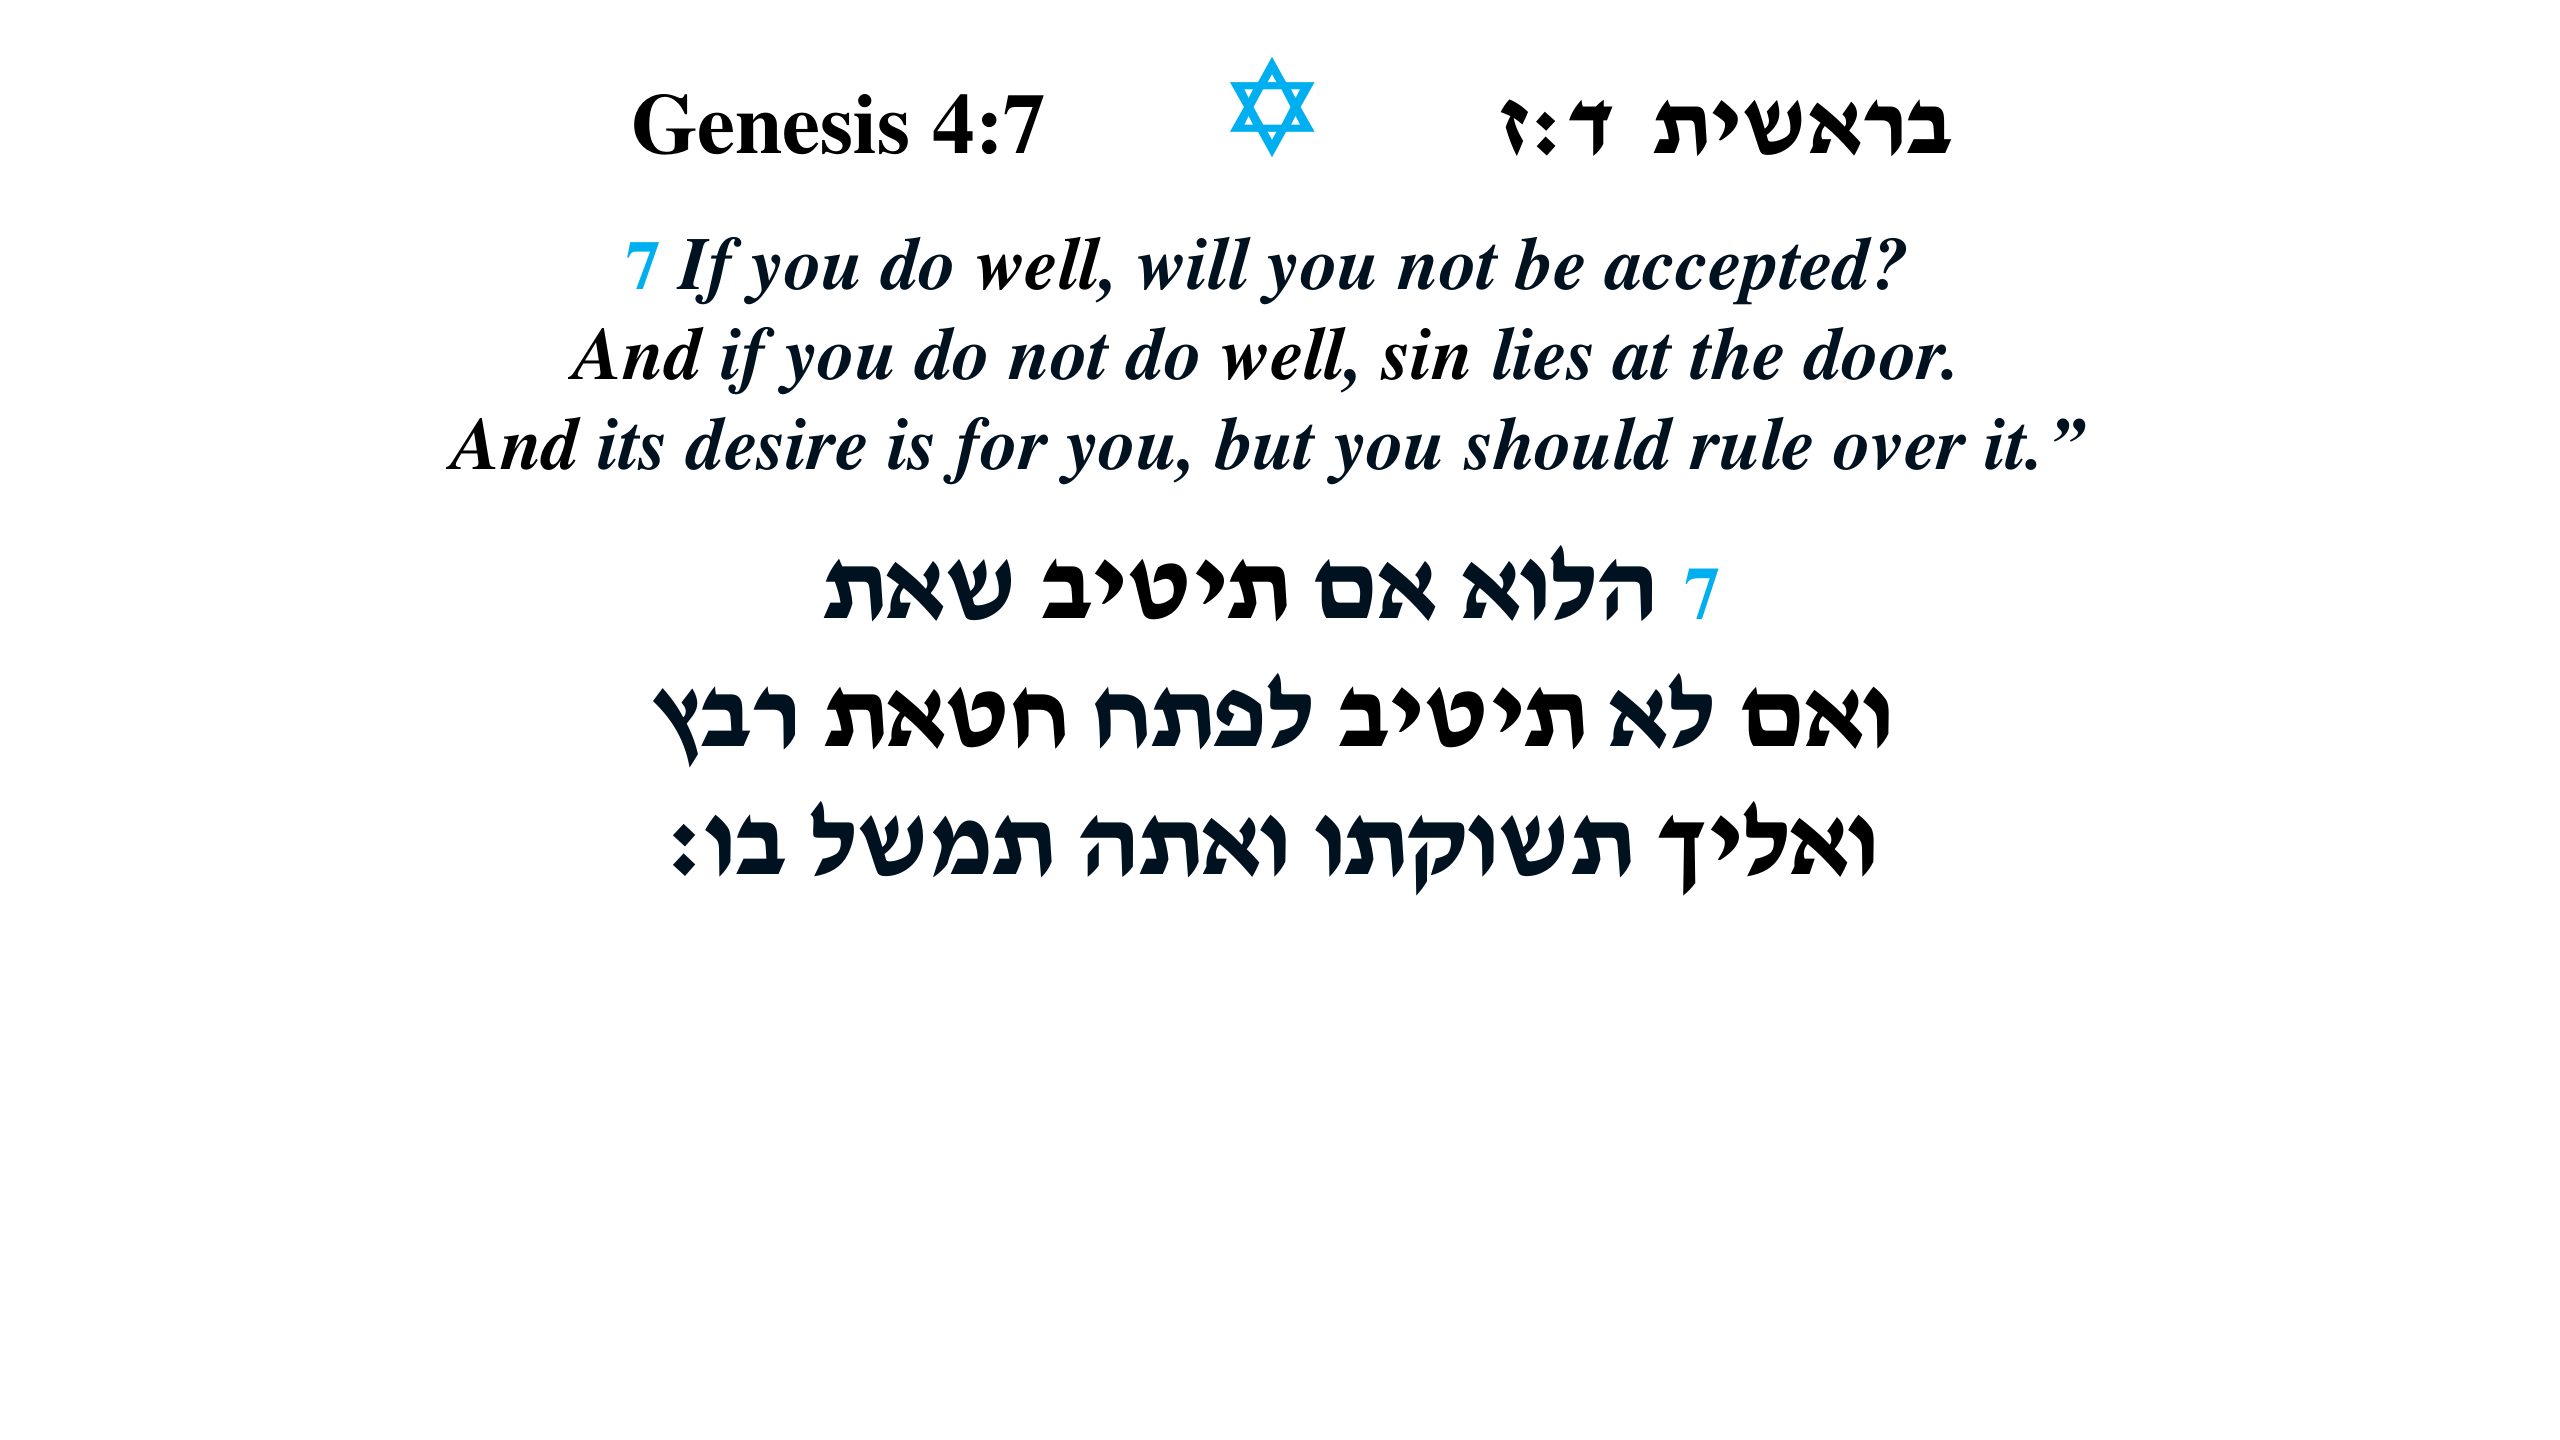 Genesis 4:7 ✡ בראשית ד:ז
7 If you do well, will you not be accepted?
And if you do not do well, sin lies at the door.
And its desire is for you, but you should rule over it.”
7 הלוא אם תיטיב שאת
ואם לא תיטיב לפתח חטאת רבץ
ואליך תשוקתו ואתה תמשל בו: